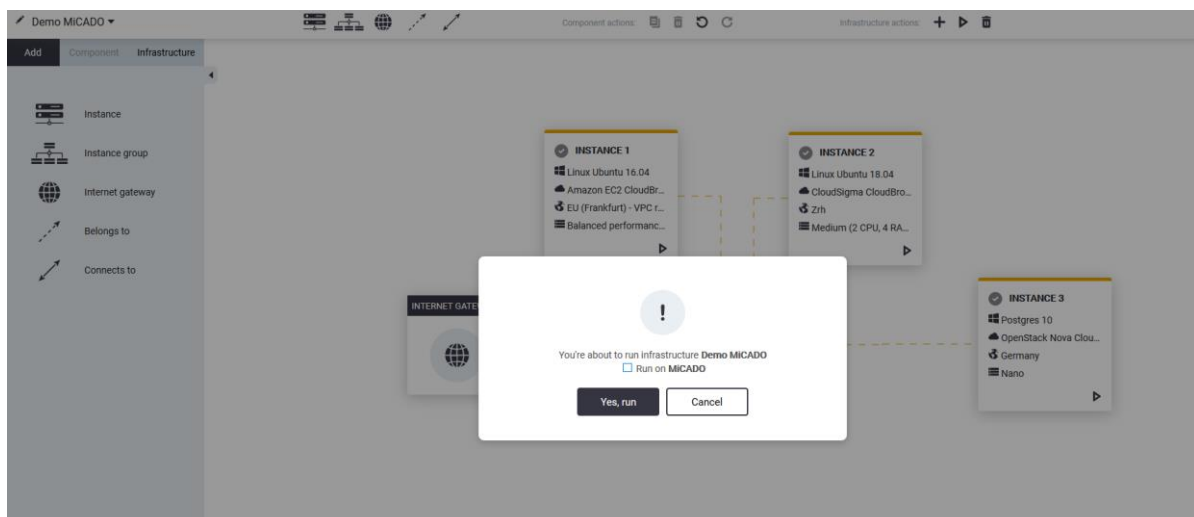 Demo MiCADO
Component actions:
Infrastructure actions:
Add Component Infrastructure
Instance
Instance group
Internet gateway
Belongs to
Connects to
INSTANCE 1
Linux Ubuntu 16.04
Amazon EC2 CloudBr...
EU (Frankfurt) - VPC r...
Balanced performanc...
INSTANCE 2
Linux Ubuntu 18.04
CloudSigma CloudBro...
Zrh
Medium (2 CPU, 4 RA...
INTERNET GATE
INSTANCE 3
Postgres 10
OpenStack Nova Clou...
Germany
Nano
!
You're about to run infrastructure Demo MiCADO
Run on MiCADO
Yes, run Cancel